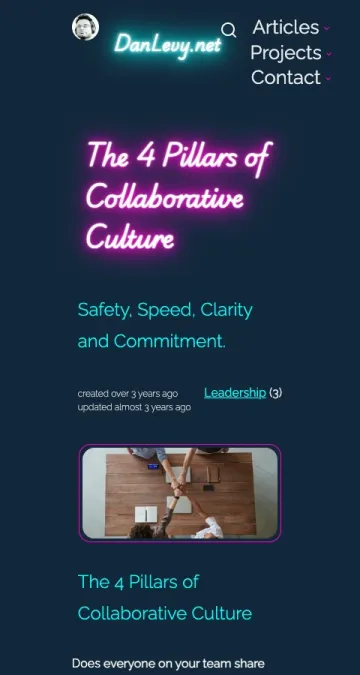 DanLevy.net
Articles
Projects
Contact
The 4 Pillars of
Collaborative
Culture
Safety, Speed, Clarity
and Commitment.
created over 3 years ago
updated almost 3 years ago
Leadership (3)
The 4 Pillars of
Collaborative Culture
Does everyone on your team share